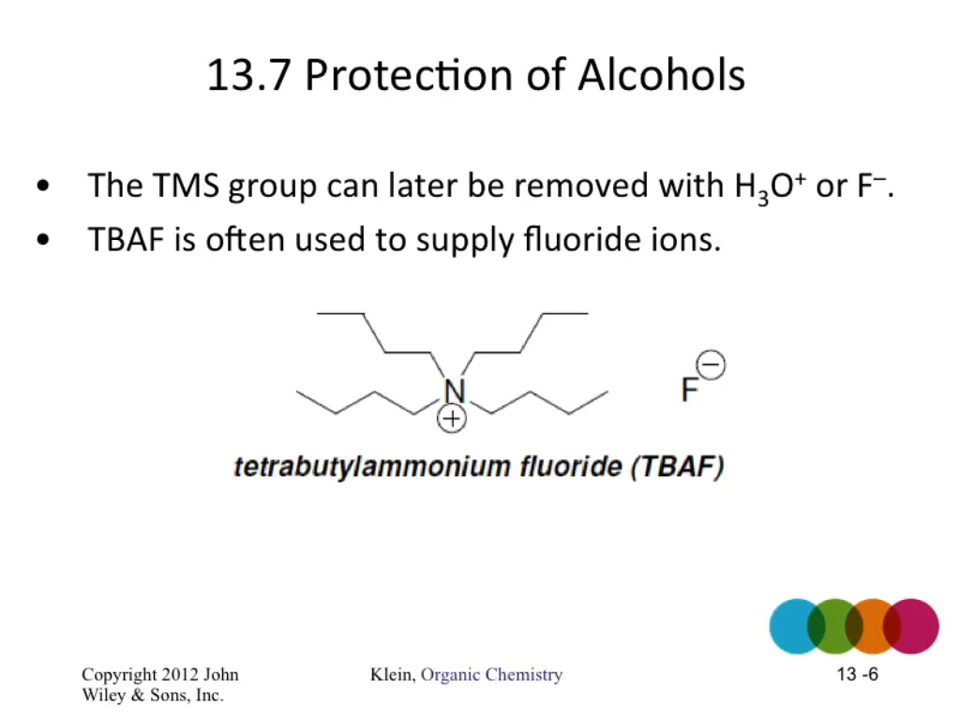 13.7 Protection of Alcohols
• The TMS group can later be removed with H₃O⁺ or F⁻.
• TBAF is often used to supply fluoride ions.
N
⊕
F
⊖
tetrabutylammonium fluoride (TBAF)
Copyright 2012 John
Wiley & Sons, Inc.
Klein, Organic Chemistry
13 -6